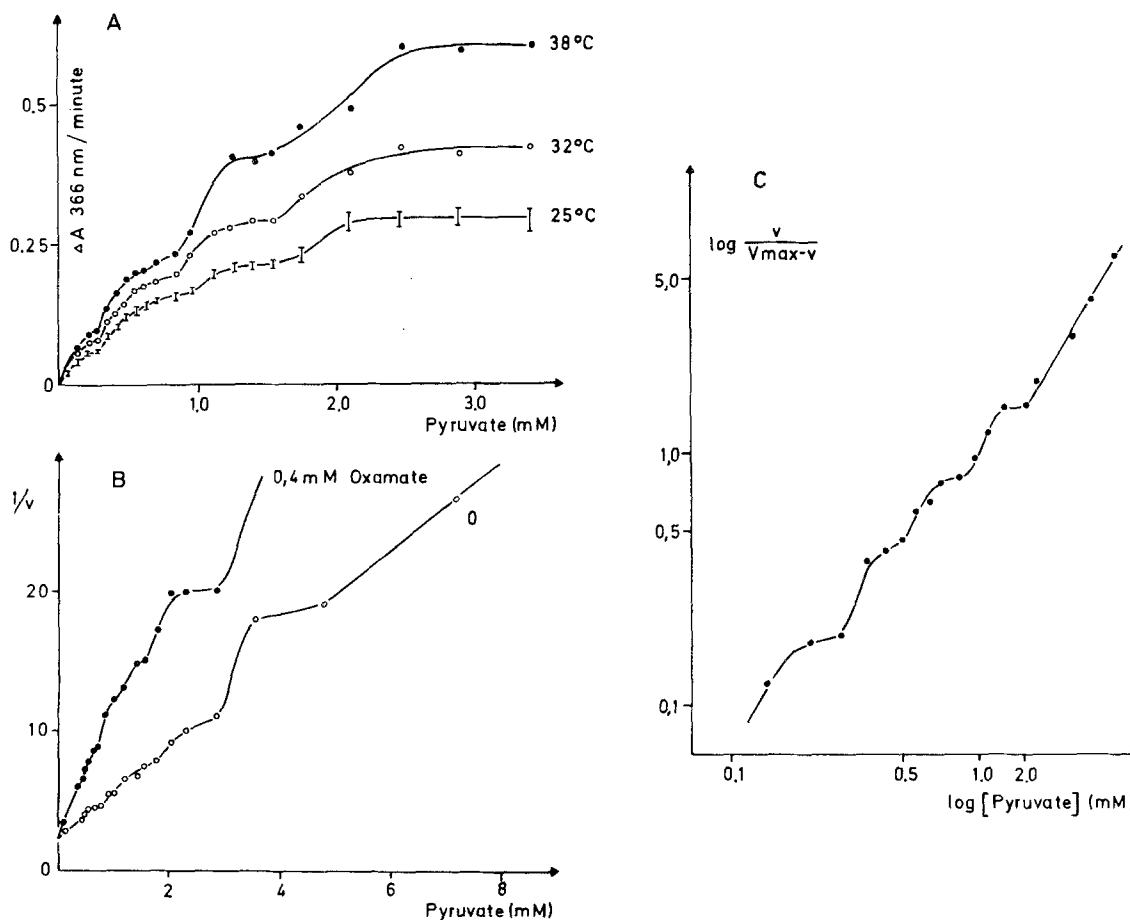 A
Δ A 366 nm / minute
0,5
0.25
0
38°C
32°C
25°C
1,0
2,0
3,0
Pyruvate (mM)
B
1/v
20
10
0
0,4 mM Oxamate
0
2
4
6
8
Pyruvate (mM)
C
log v / Vmax-v
5,0
1,0
0,5
0,1
0,1
0,5
1.0
2.0
log [Pyruvate] (mM